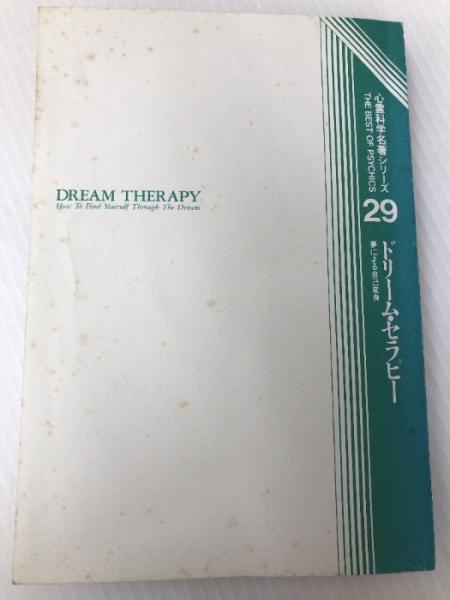 DREAM THERAPY
How To Find Yourself Through The Dream
心霊科学名著シリーズ
THE BEST OF PSYCHICS
29
ドリーム・セラピー
夢による自己変身